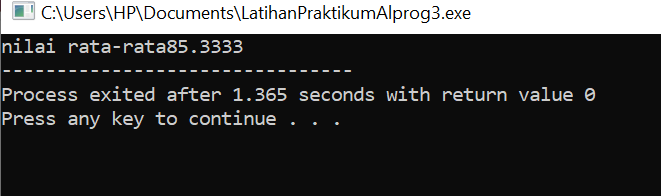 C:\Users\HP\Documents\LatihanPraktikumAlprog3.exe
nilai rata-rata85.3333
--------------------------------
Process exited after 1.365 seconds with return value 0
Press any key to continue . . .